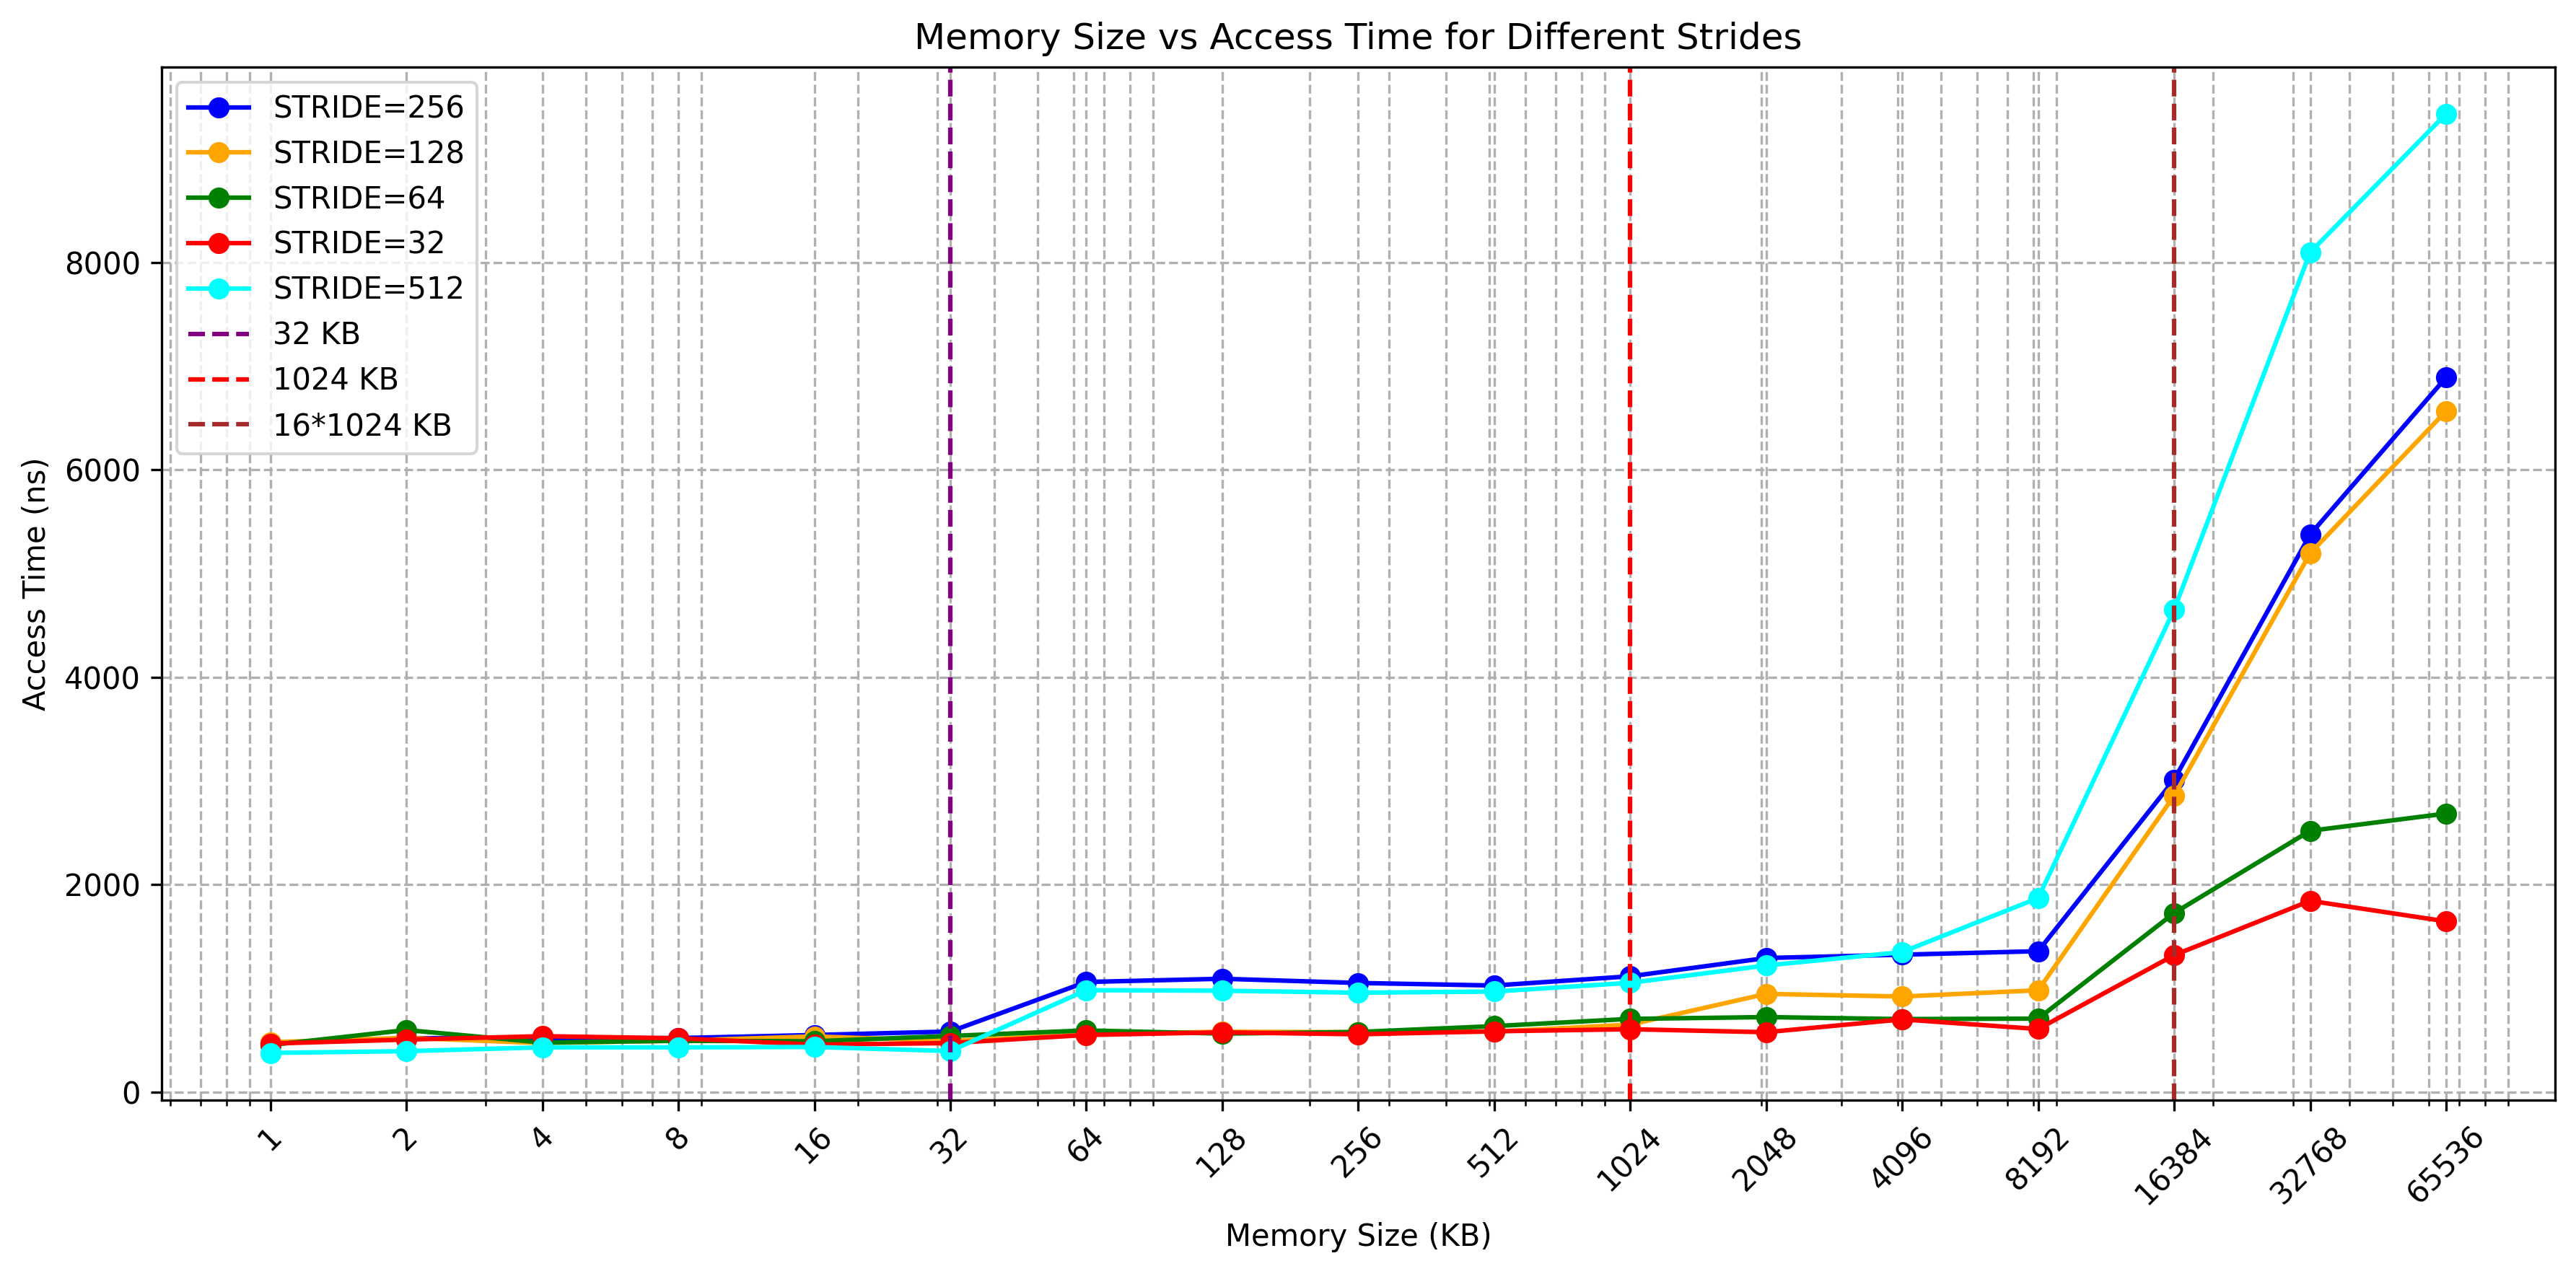 Memory Size vs Access Time for Different Strides
STRIDE=256
STRIDE=128
STRIDE=64
STRIDE=32
STRIDE=512
32 KB
1024 KB
16*1024 KB
Access Time (ns)
8000
6000
4000
2000
0
1 2 4 8 16 32 64 128 256 512 1024 2048 4096 8192 16384 32768 65536
Memory Size (KB)